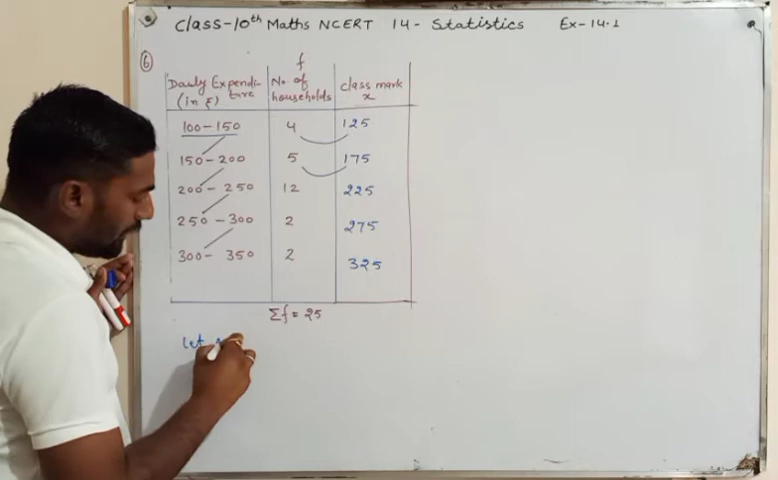 Class-10th Maths NCERT 14- Statistics Ex-14.1
6
f
Daily Expendi- No. of class mark
(in ₹) ture households x
100-150 4 125
150-200 5 175
200-250 12 225
250-300 2 275
300-350 2 325
Σf = 25
let